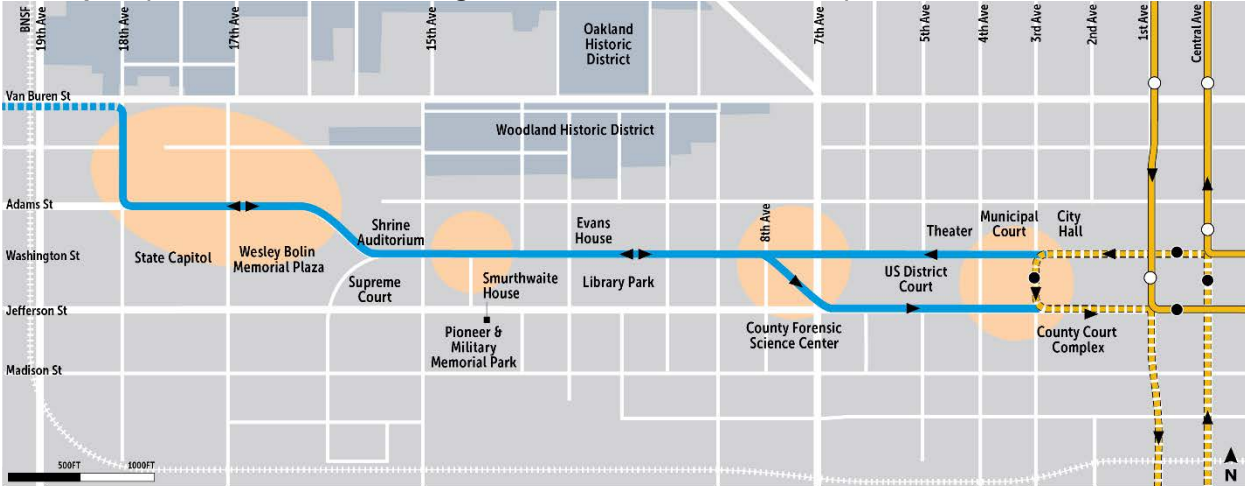 BNSF
19th Ave
18th Ave
17th Ave
15th Ave
Oakland
Historic
District
7th Ave
5th Ave
4th Ave
3rd Ave
2nd Ave
1st Ave
Central Ave
Van Buren St
Woodland Historic District
Adams St
Shrine
Auditorium
Evans
House
8th Ave
Theater
Municipal
Court
City
Hall
Washington St
State Capitol
Wesley Bolin
Memorial Plaza
Supreme
Court
Smurthwaite
House
Library Park
US District
Court
Jefferson St
Pioneer &
Military
Memorial Park
County Forensic
Science Center
County Court
Complex
Madison St
500FT
1000FT
N